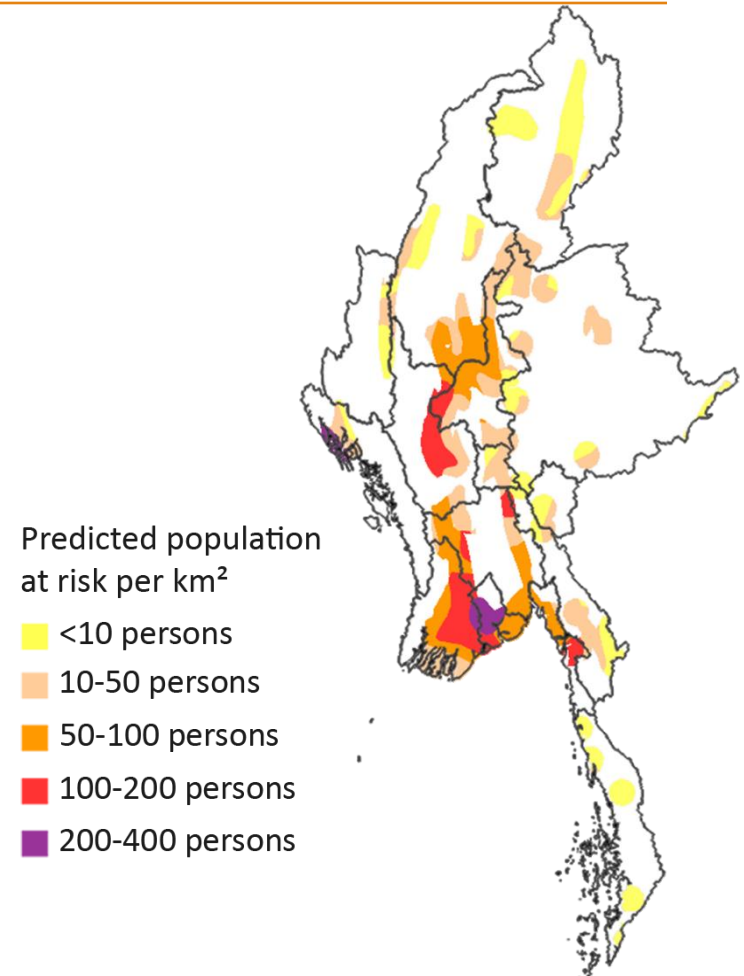 Predicted population
at risk per km²
<10 persons
10-50 persons
50-100 persons
100-200 persons
200-400 persons